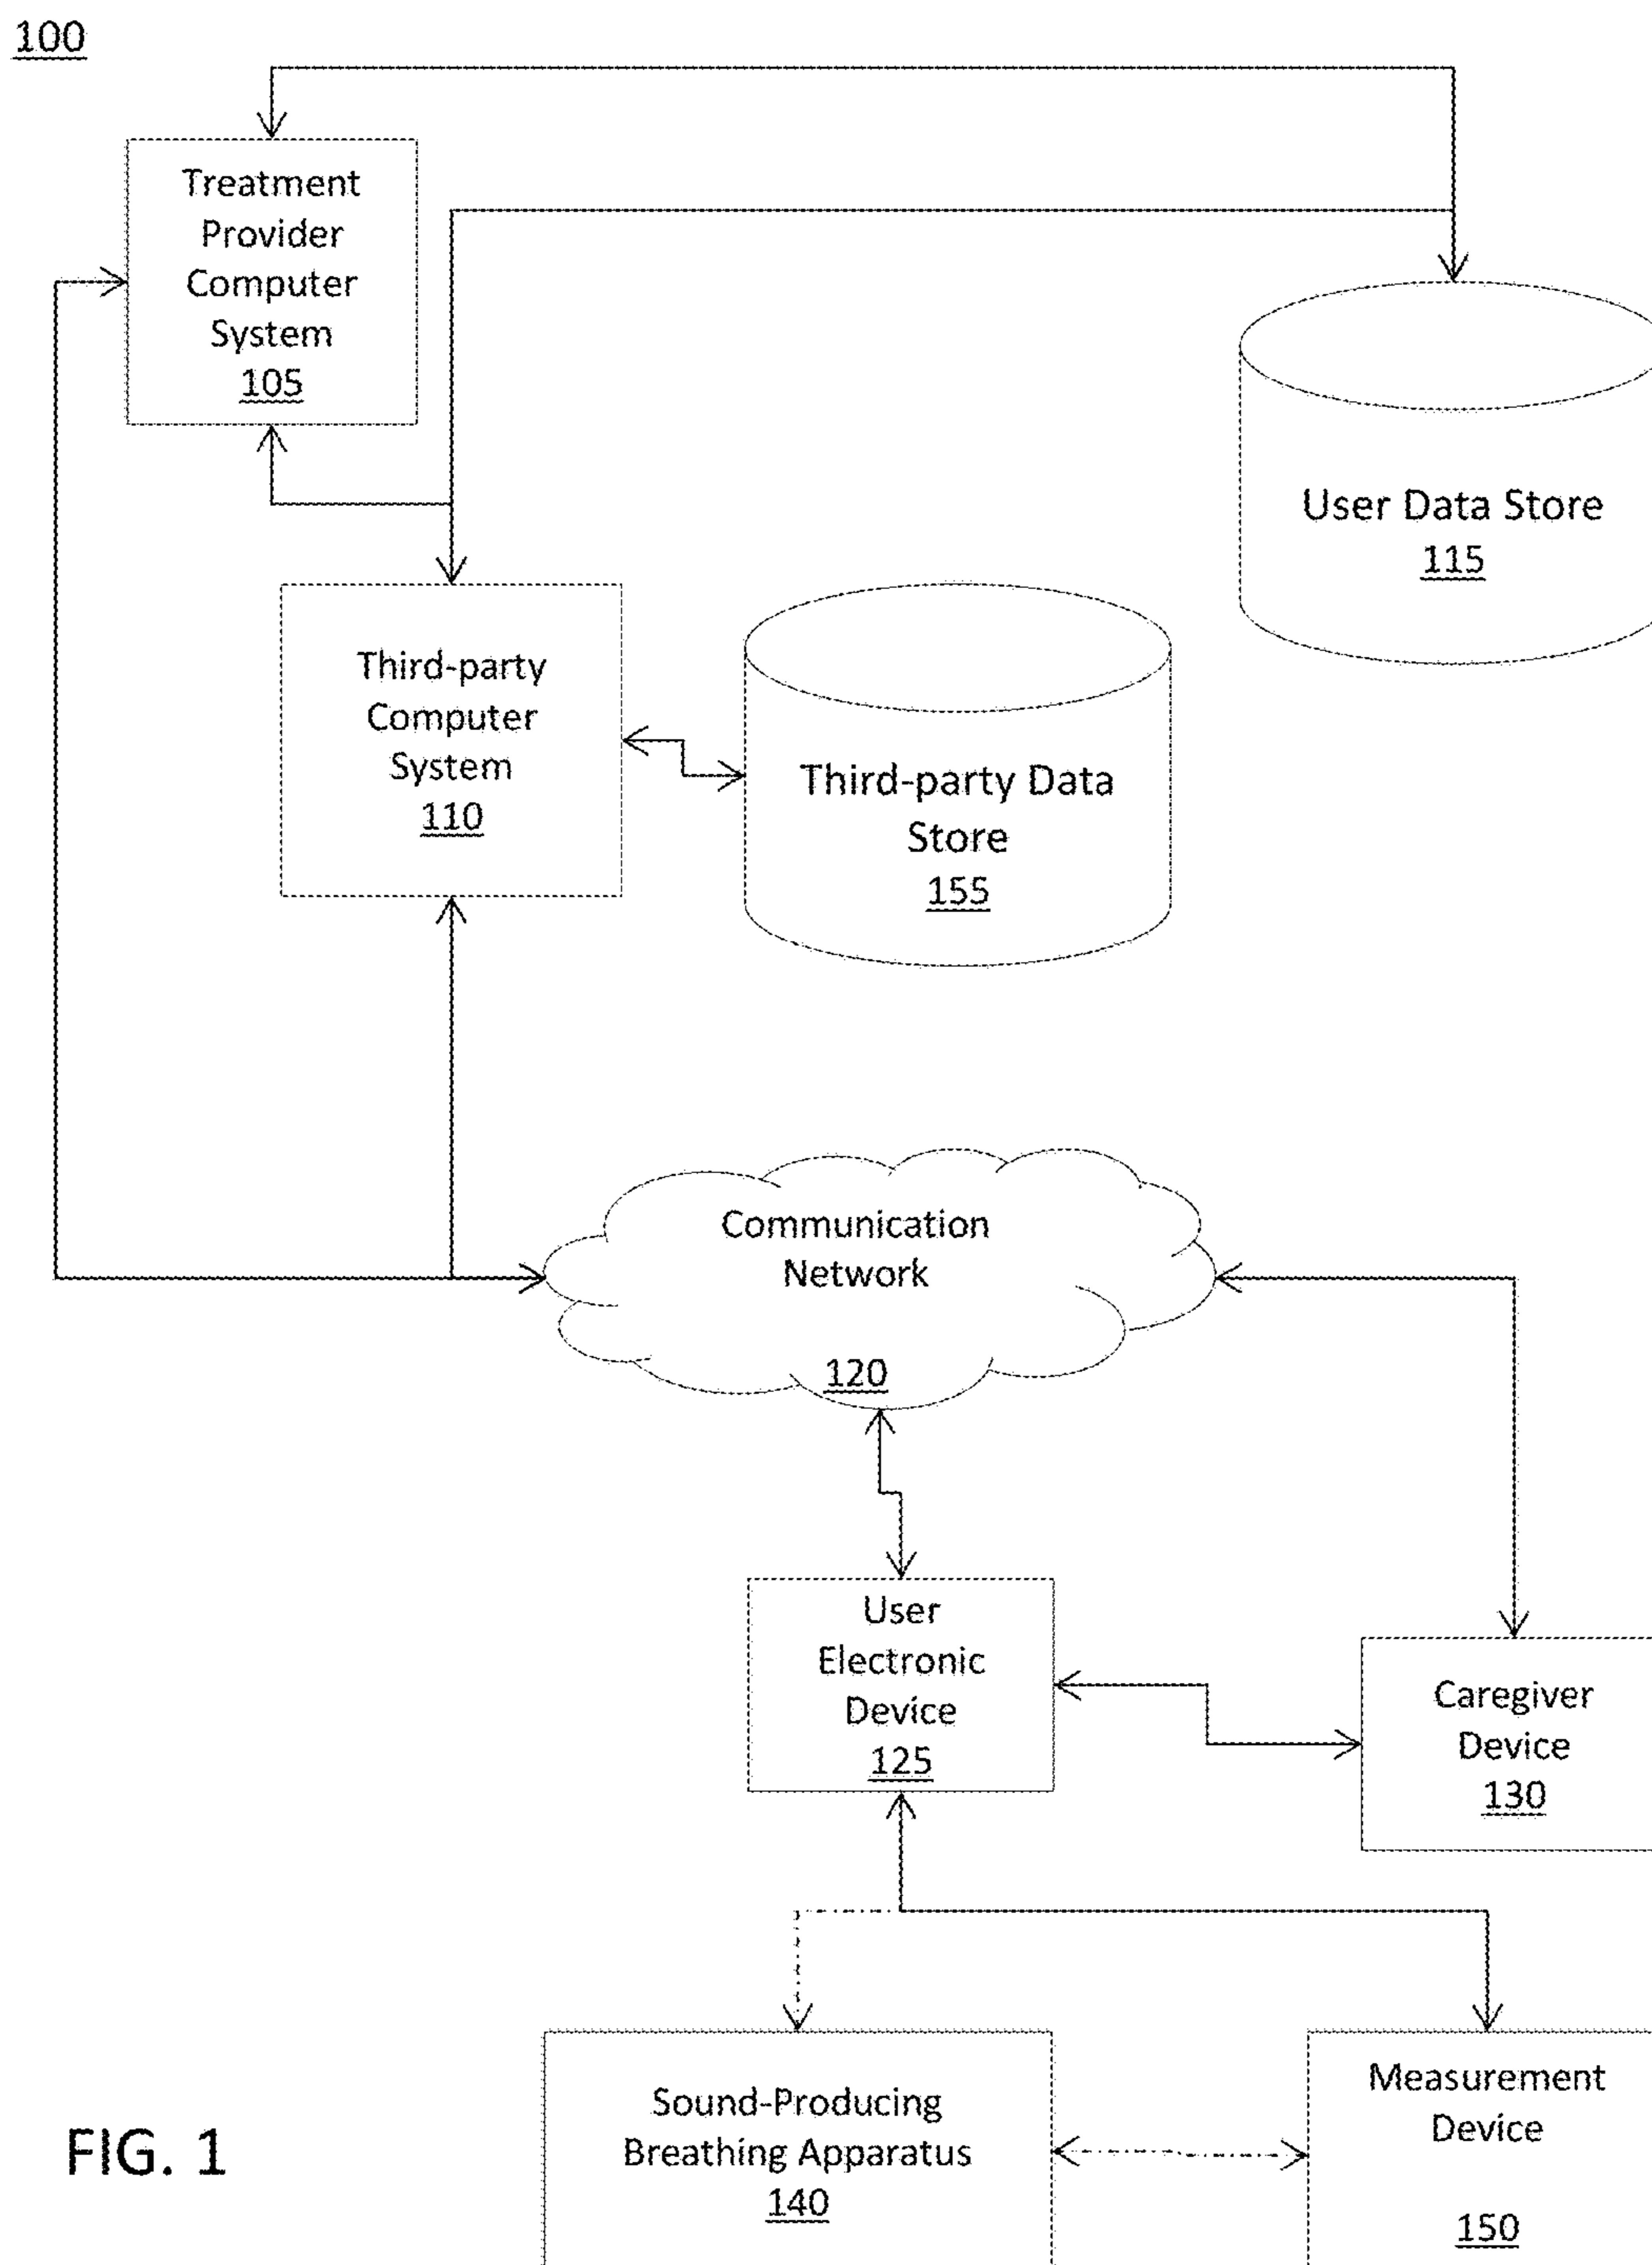 100
Treatment
Provider
Computer
System
105
User Data Store
115
Third-party
Computer
System
110
Third-party Data
Store
155
Communication
Network
120
User
Electronic
Device
125
Caregiver
Device
130
Sound-Producing
Breathing Apparatus
140
Measurement
Device
150
FIG. 1